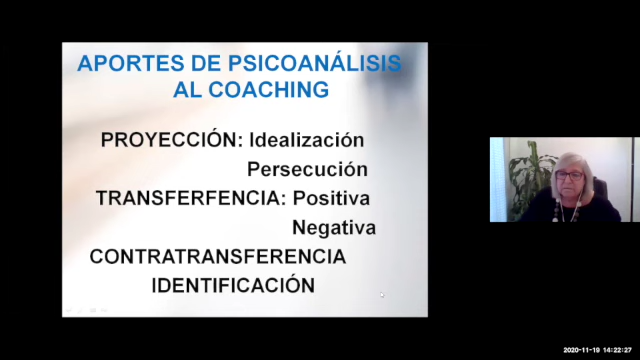 APORTES DE PSICOANÁLISIS
AL COACHING
PROYECCIÓN: Idealización
Persecución
TRANSFERFENCIA: Positiva
Negativa
CONTRATRANSFERENCIA
IDENTIFICACIÓN
2020-11-19 14:22:27